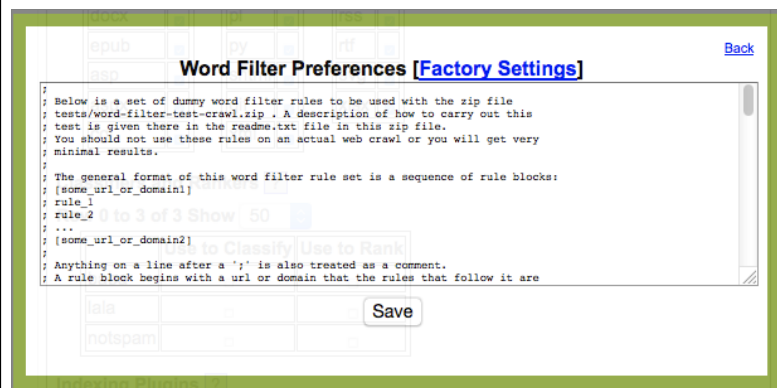 docx pl rss
epub py rtf
Back
asp
Word Filter Preferences [Factory Settings]
;
; Below is a set of dummy word filter rules to be used with the zip file
; tests/word-filter-test-crawl.zip . A description of how to carry out this
; test is given there in the readme.txt file in this zip file.
; You should not use these rules on an actual web crawl or you will get very
; minimal results.
;
; The general format of this word filter rule set is a sequence of rule blocks:
; [some_url_or_domain1]
; rule_1
; rule_2
; ...
; [some_url_or_domain2]
;
; Anything on a line after a ';' is also treated as a comment.
; A rule block begins with a url or domain that the rules that follow it are
0 to 3 of 3 Show 50
Use to Classify Use to Rank
lala
Save
notspam
Indexing Plugins [?]